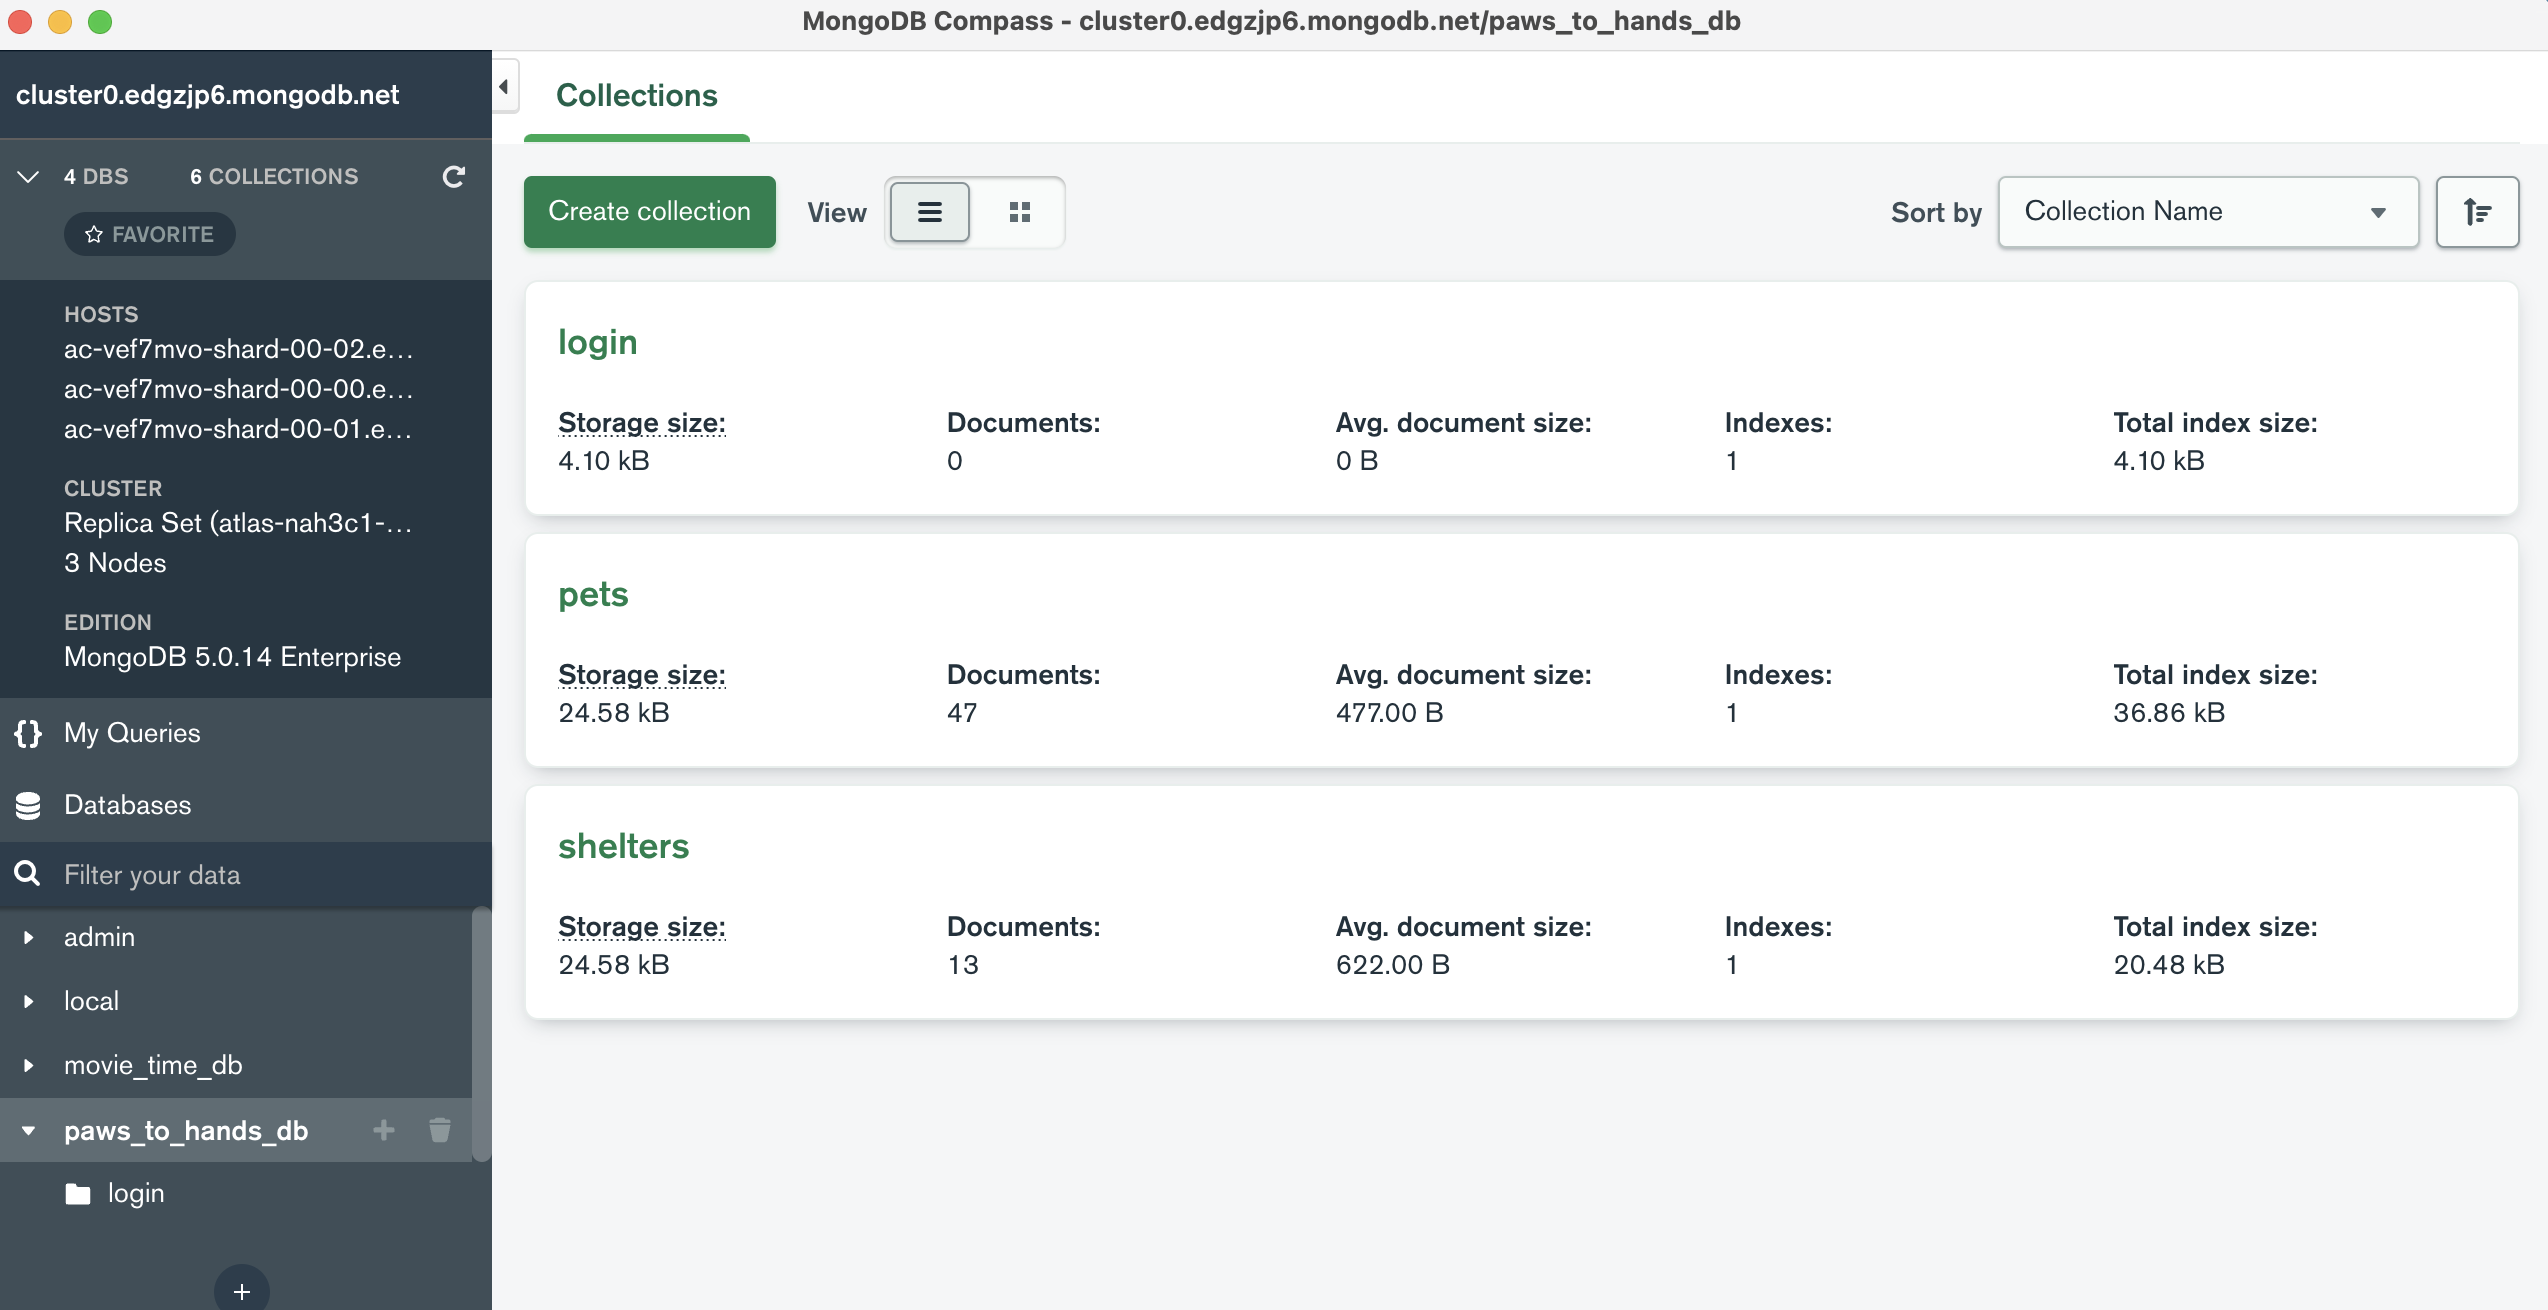 MongoDB Compass - cluster0.edgzjp6.mongodb.net/paws_to_hands_db
cluster0.edgzjp6.mongodb.net
4 DBS 6 COLLECTIONS
FAVORITE
HOSTS
ac-vef7mvo-shard-00-02.e...
ac-vef7mvo-shard-00-00.e...
ac-vef7mvo-shard-00-01.e...
CLUSTER
Replica Set (atlas-nah3c1-...
3 Nodes
EDITION
MongoDB 5.0.14 Enterprise
My Queries
Databases
Filter your data
admin
local
movie_time_db
paws_to_hands_db
login
Collections
Create collection View Sort by Collection Name
login
Storage size: Documents: Avg. document size: Indexes: Total index size:
4.10 kB 0 0 B 1 4.10 kB
pets
Storage size: Documents: Avg. document size: Indexes: Total index size:
24.58 kB 47 477.00 B 1 36.86 kB
shelters
Storage size: Documents: Avg. document size: Indexes: Total index size:
24.58 kB 13 622.00 B 1 20.48 kB